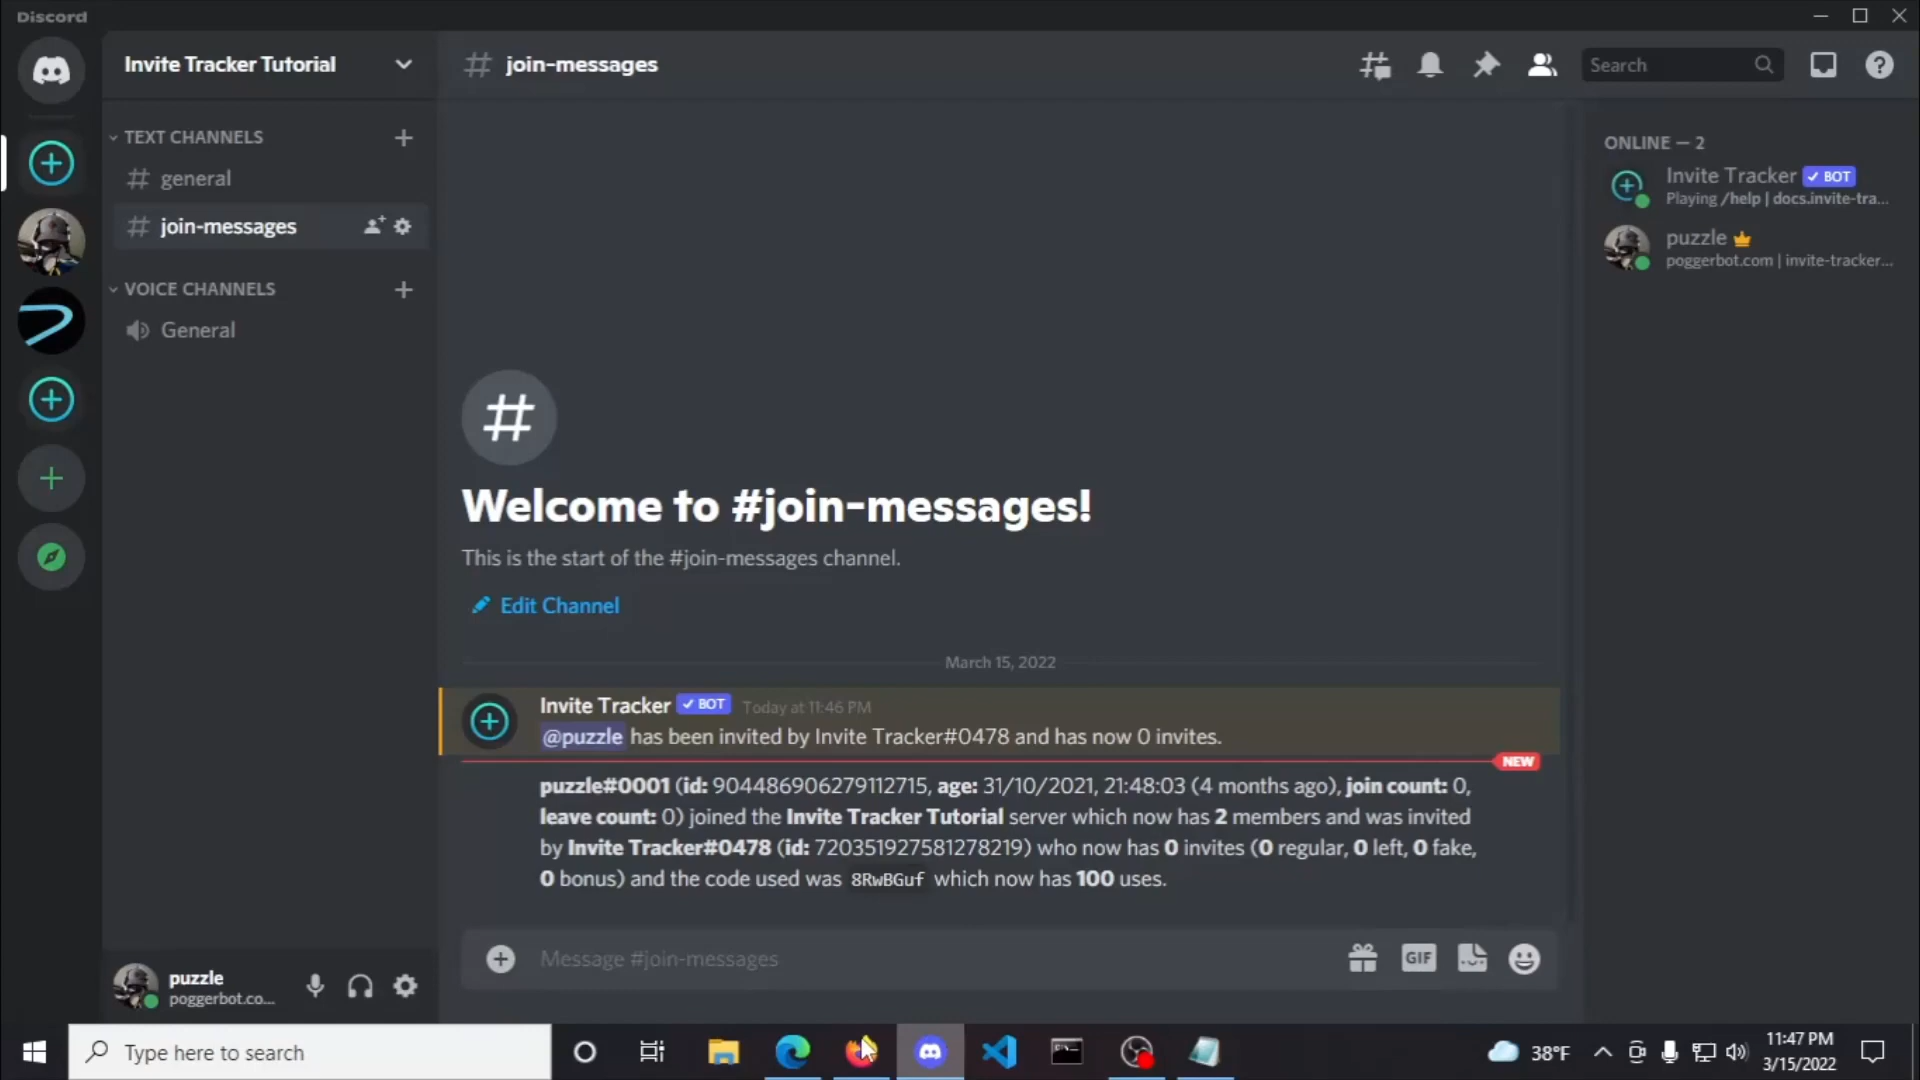 Discord
Invite Tracker Tutorial
join-messages
Search
TEXT CHANNELS
general
join-messages
VOICE CHANNELS
General
Welcome to #join-messages!
This is the start of the #join-messages channel.
Edit Channel
March 15, 2022
Invite Tracker ✓ BOT Today at 11:46 PM
@puzzle has been invited by Invite Tracker#0478 and has now 0 invites.
NEW
puzzle#0001 (id: 904486906279112715, age: 31/10/2021, 21:48:03 (4 months ago), join count: 0,
leave count: 0) joined the Invite Tracker Tutorial server which now has 2 members and was invited
by Invite Tracker#0478 (id: 720351927581278219) who now has 0 invites (0 regular, 0 left, 0 fake,
0 bonus) and the code used was 8RwBGuf which now has 100 uses.
Message #join-messages
GIF
ONLINE — 2
Invite Tracker ✓ BOT
Playing /help | docs.invite-tra...
puzzle
poggerbot.com | invite-tracker...
puzzle
poggerbot.co...
Type here to search
38°F
11:47 PM
3/15/2022